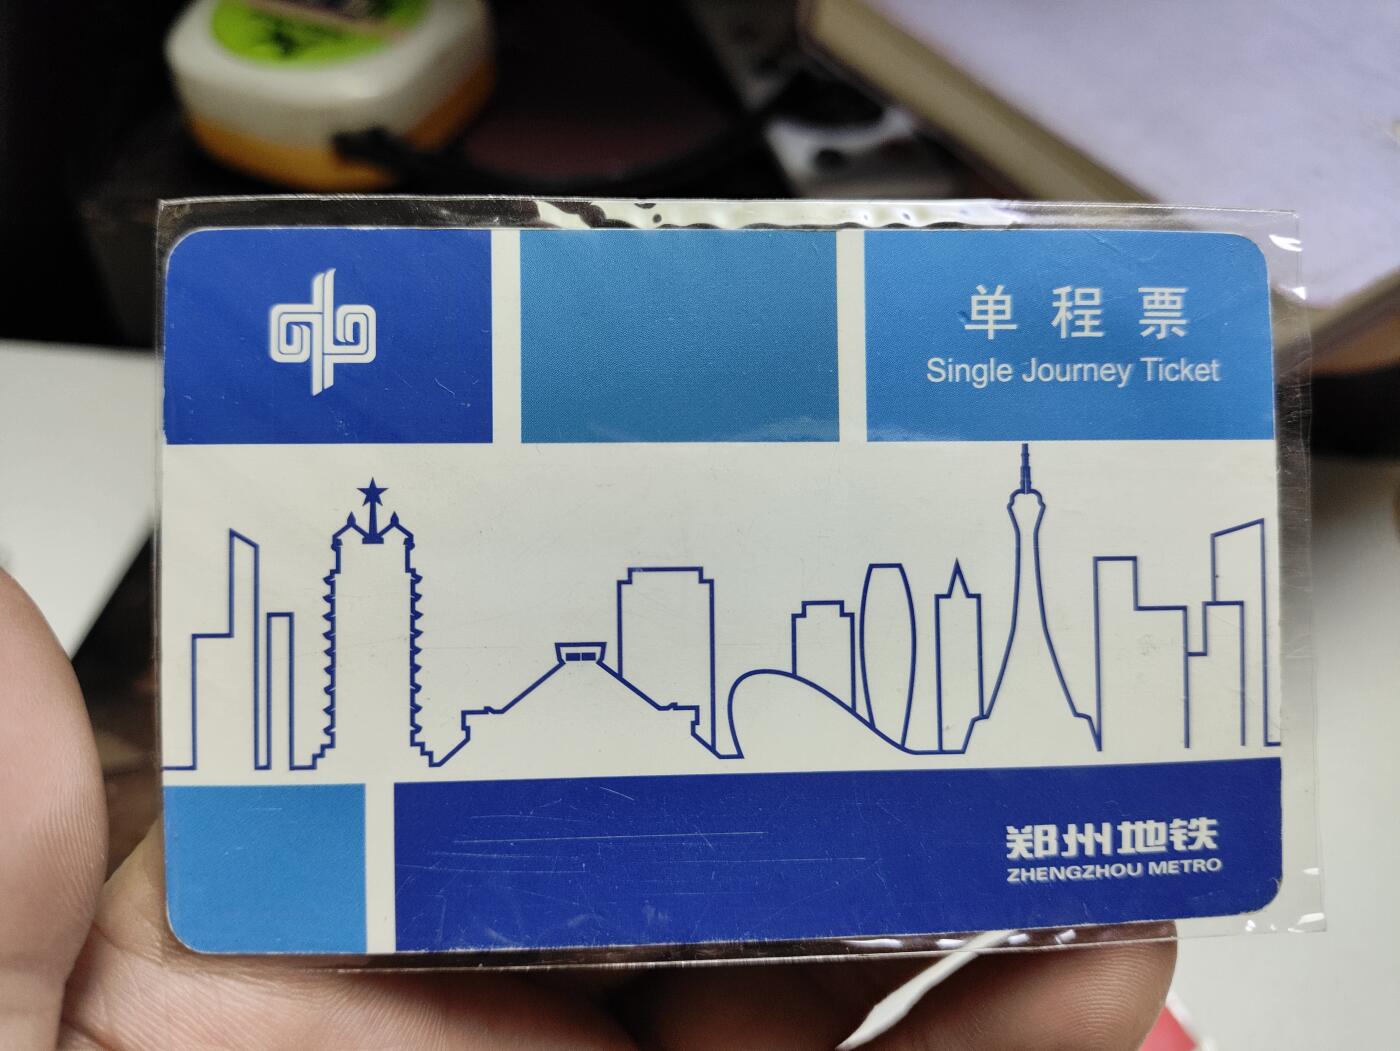 单程票
Single Journey Ticket
郑州地铁
ZHENGZHOU METRO